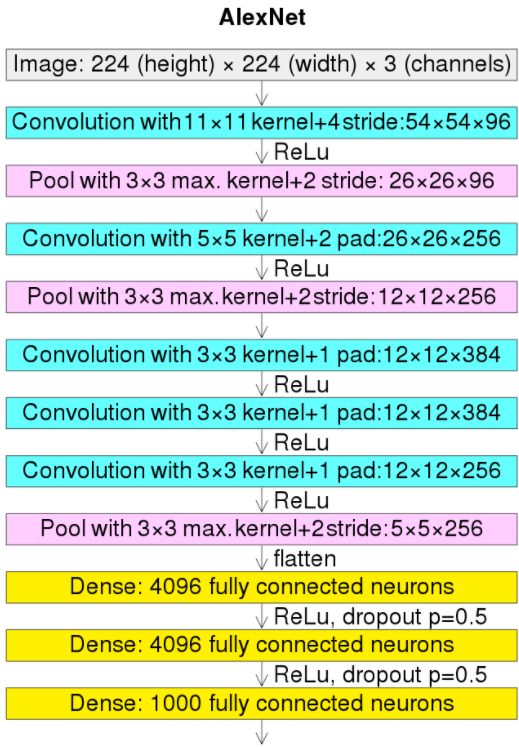 AlexNet
Image: 224 (height) × 224 (width) × 3 (channels)
Convolution with 11×11 kernel+4 stride:54×54×96
ReLu
Pool with 3×3 max. kernel+2 stride: 26×26×96
Convolution with 5×5 kernel+2 pad:26×26×256
ReLu
Pool with 3×3 max. kernel+2 stride:12×12×256
Convolution with 3×3 kernel+1 pad:12×12×384
ReLu
Convolution with 3×3 kernel+1 pad:12×12×384
ReLu
Convolution with 3×3 kernel+1 pad:12×12×256
ReLu
Pool with 3×3 max. kernel+2 stride:5×5×256
flatten
Dense: 4096 fully connected neurons
ReLu, dropout p=0.5
Dense: 4096 fully connected neurons
ReLu, dropout p=0.5
Dense: 1000 fully connected neurons